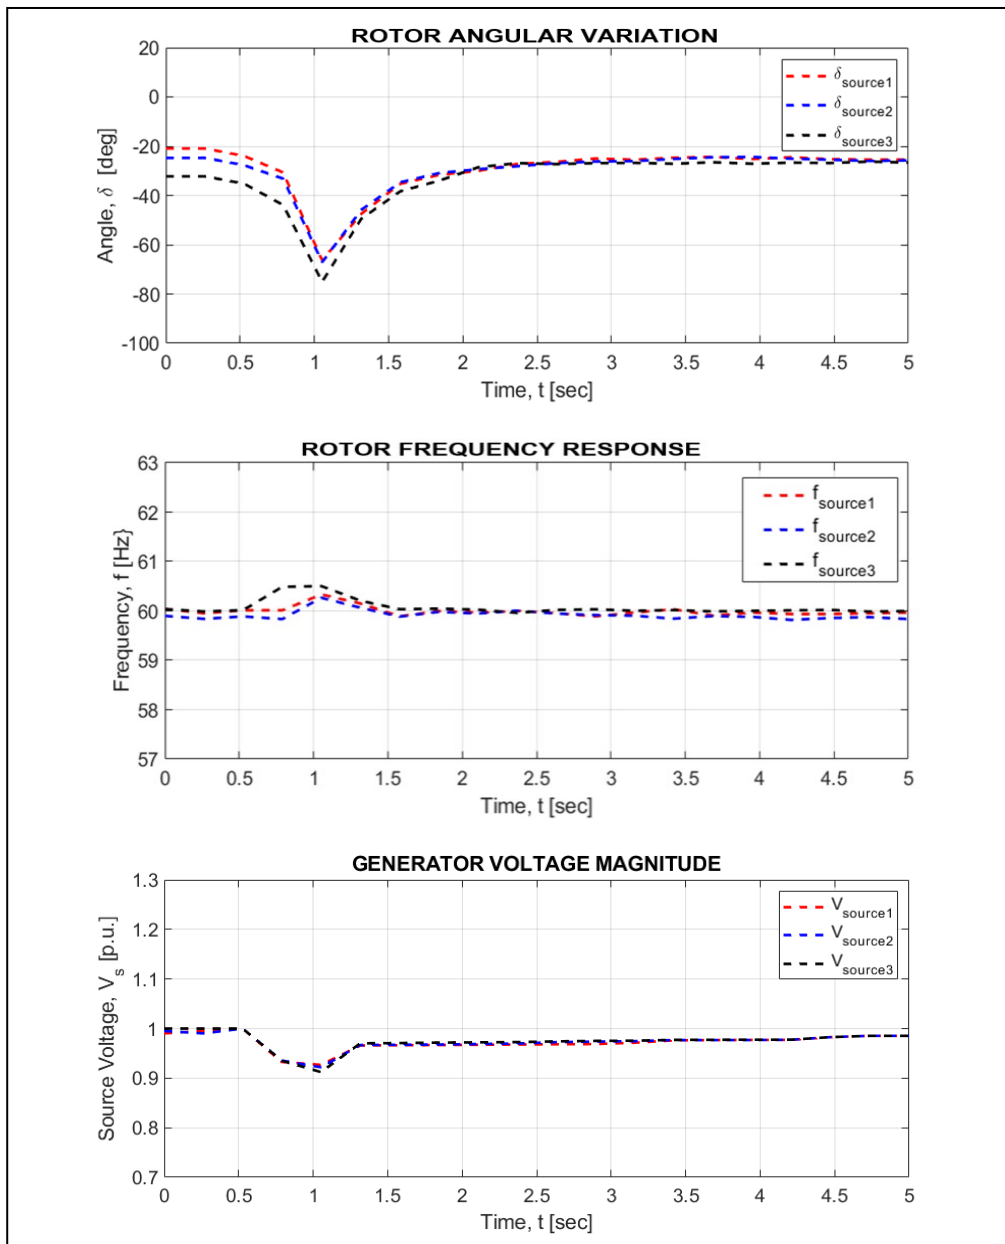 ROTOR ANGULAR VARIATION
20
0
-20
-40
-60
-80
-100
Angle, δ [deg]
δsource1
δsource2
δsource3
0 0.5 1 1.5 2 2.5 3 3.5 4 4.5 5
Time, t [sec]
ROTOR FREQUENCY RESPONSE
63
62
61
60
59
58
57
Frequency, f [Hz}
fsource1
fsource2
fsource3
0 0.5 1 1.5 2 2.5 3 3.5 4 4.5 5
Time, t [sec]
GENERATOR VOLTAGE MAGNITUDE
1.3
1.2
1.1
1
0.9
0.8
0.7
Source Voltage, Vs [p.u.]
Vsource1
Vsource2
Vsource3
0 0.5 1 1.5 2 2.5 3 3.5 4 4.5 5
Time, t [sec]